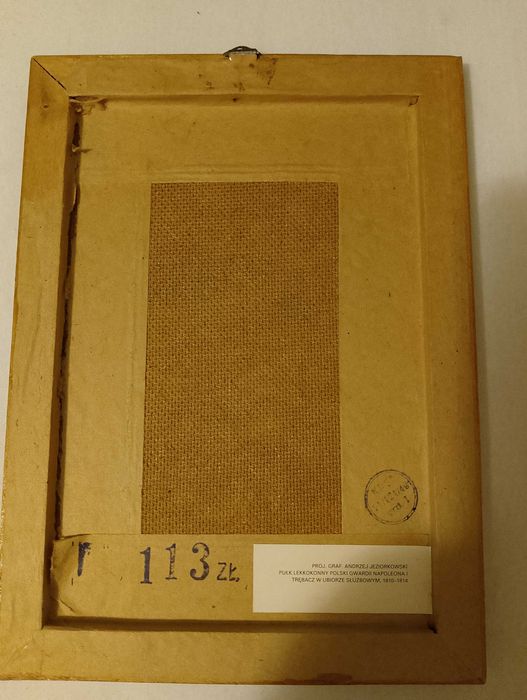 113 ZŁ
PROJ. GRAF. ANDRZEJ JEZIORKOWSKI
PUŁK LEKKOKONNY POLSKI GWARDII NAPOLEONA I
TRĘBACZ W UBIORZE SŁUŻBOWYM, 1810–1814